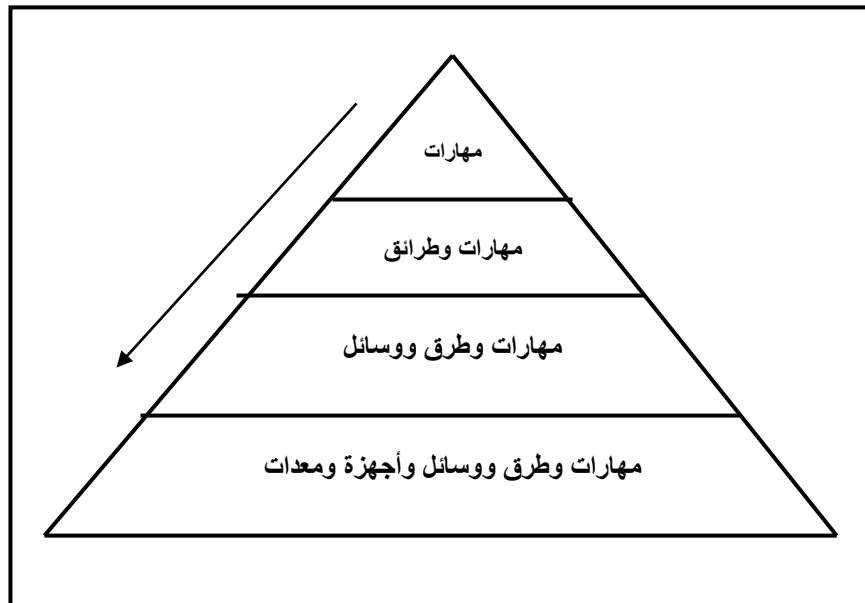 مهارات
مهارات وطرائق
مهارات وطرق ووسائل
مهارات وطرق ووسائل وأجهزة ومعدات